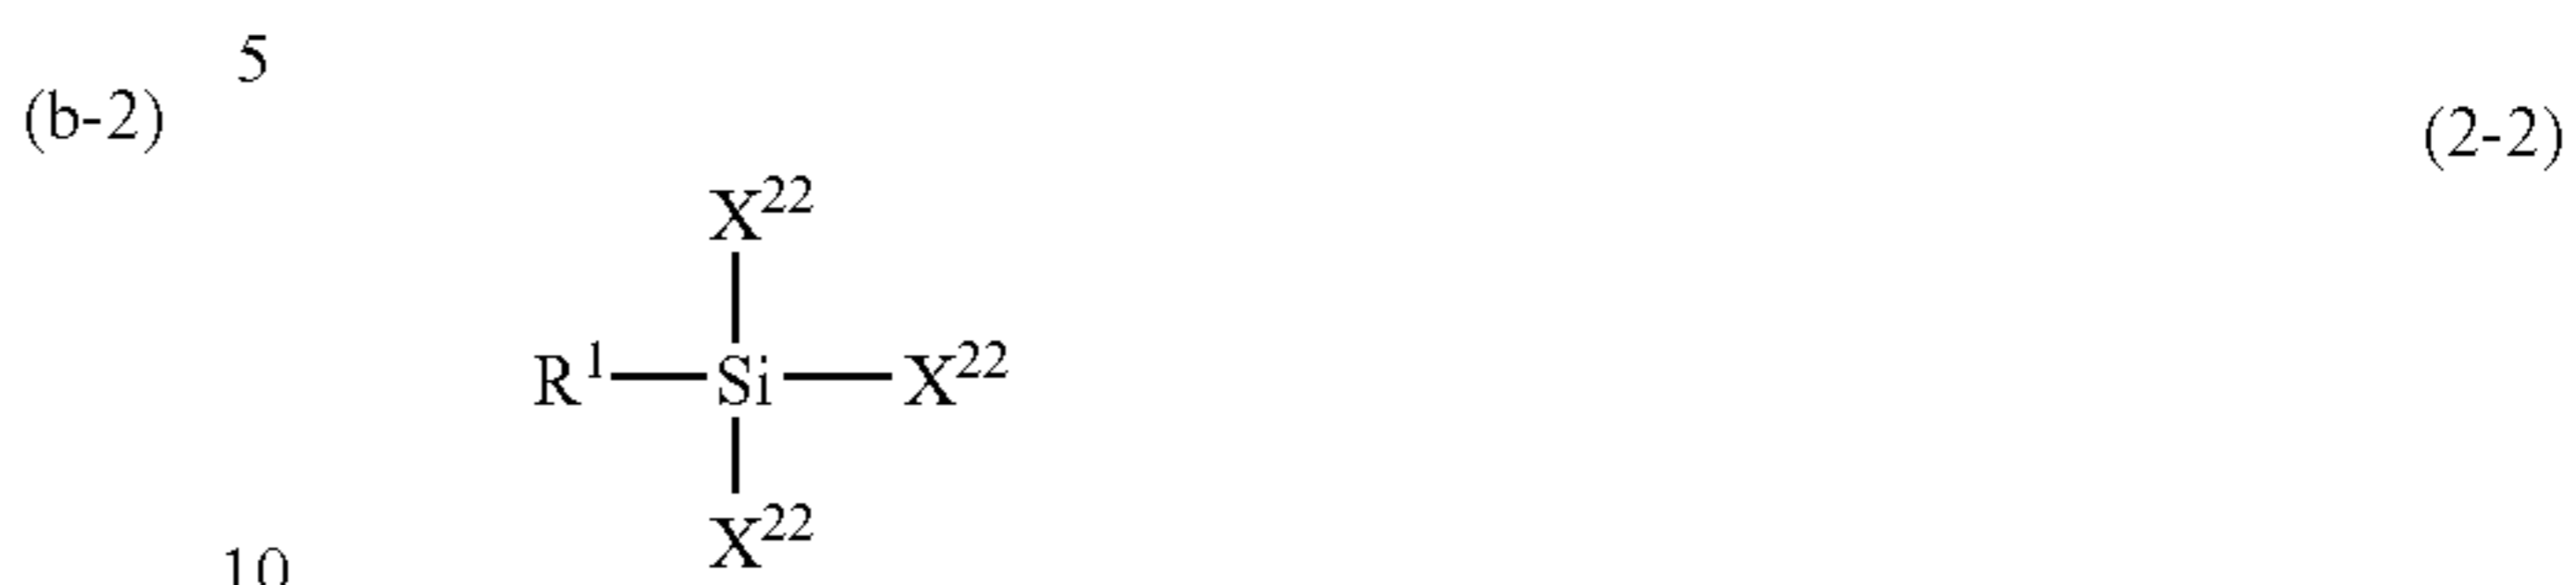 5
(b-2) (2-2)
X²²
R¹—Si—X²²
X²²
10